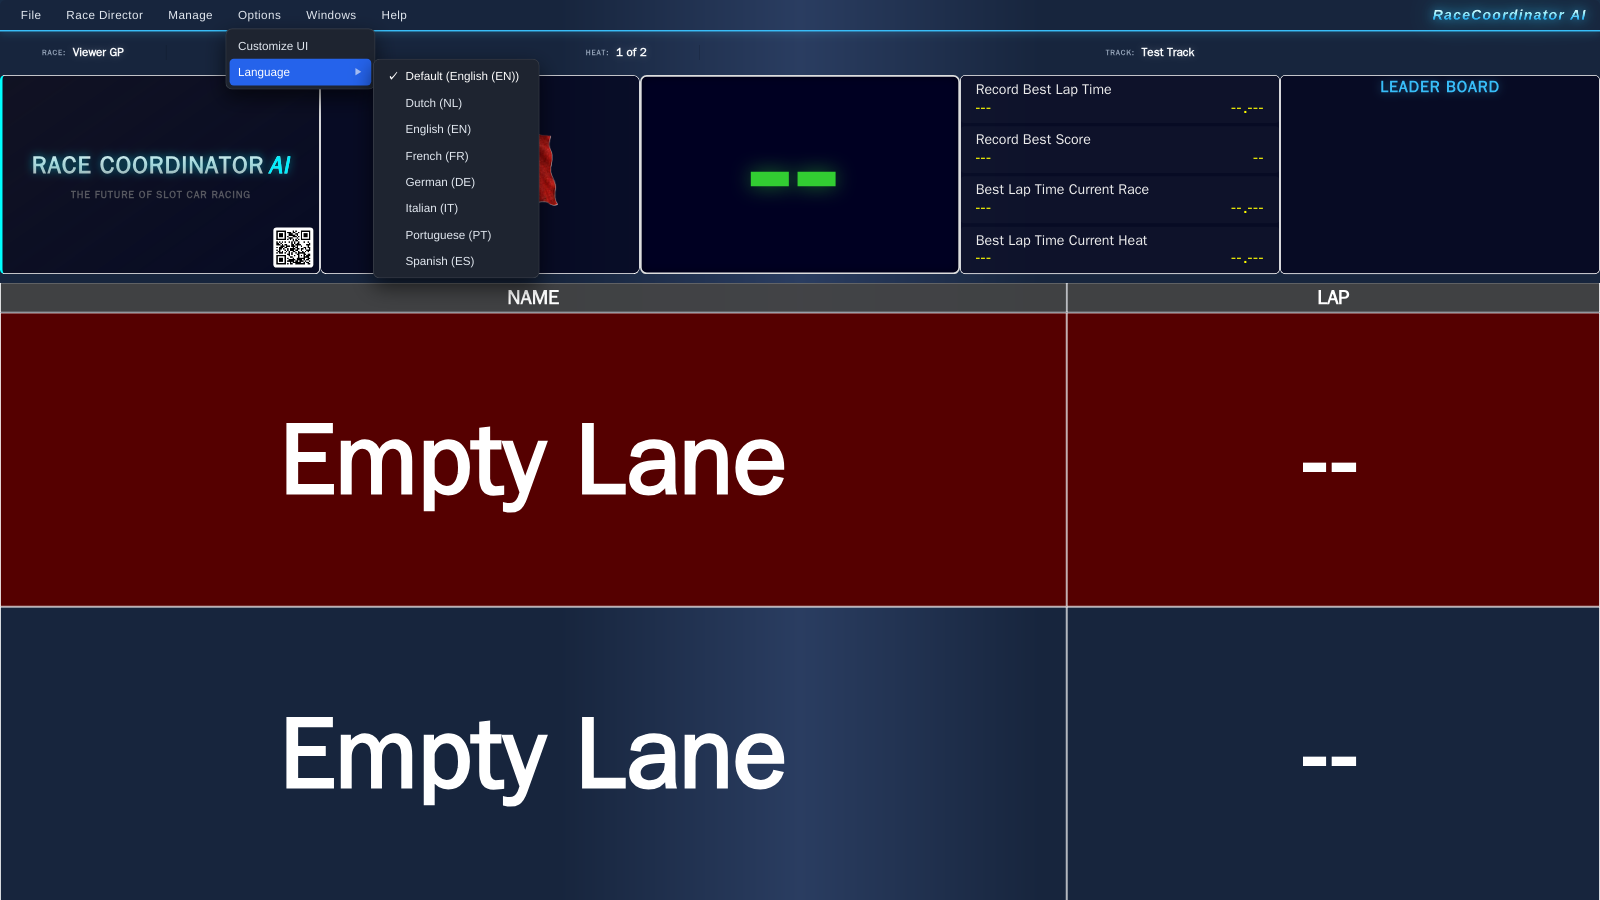 File Race Director Manage Options Windows Help
RaceCoordinator AI
Customize UI
Language
✓ Default (English (EN))
Dutch (NL)
English (EN)
French (FR)
German (DE)
Italian (IT)
Portuguese (PT)
Spanish (ES)
RACE: Viewer GP
HEAT: 1 of 2
TRACK: Test Track
RACE COORDINATOR AI
THE FUTURE OF SLOT CAR RACING
--
Record Best Lap Time
--- --.---
Record Best Score
--- --
Best Lap Time Current Race
--- --.---
Best Lap Time Current Heat
--- --.---
LEADER BOARD
NAME LAP
Empty Lane --
Empty Lane --